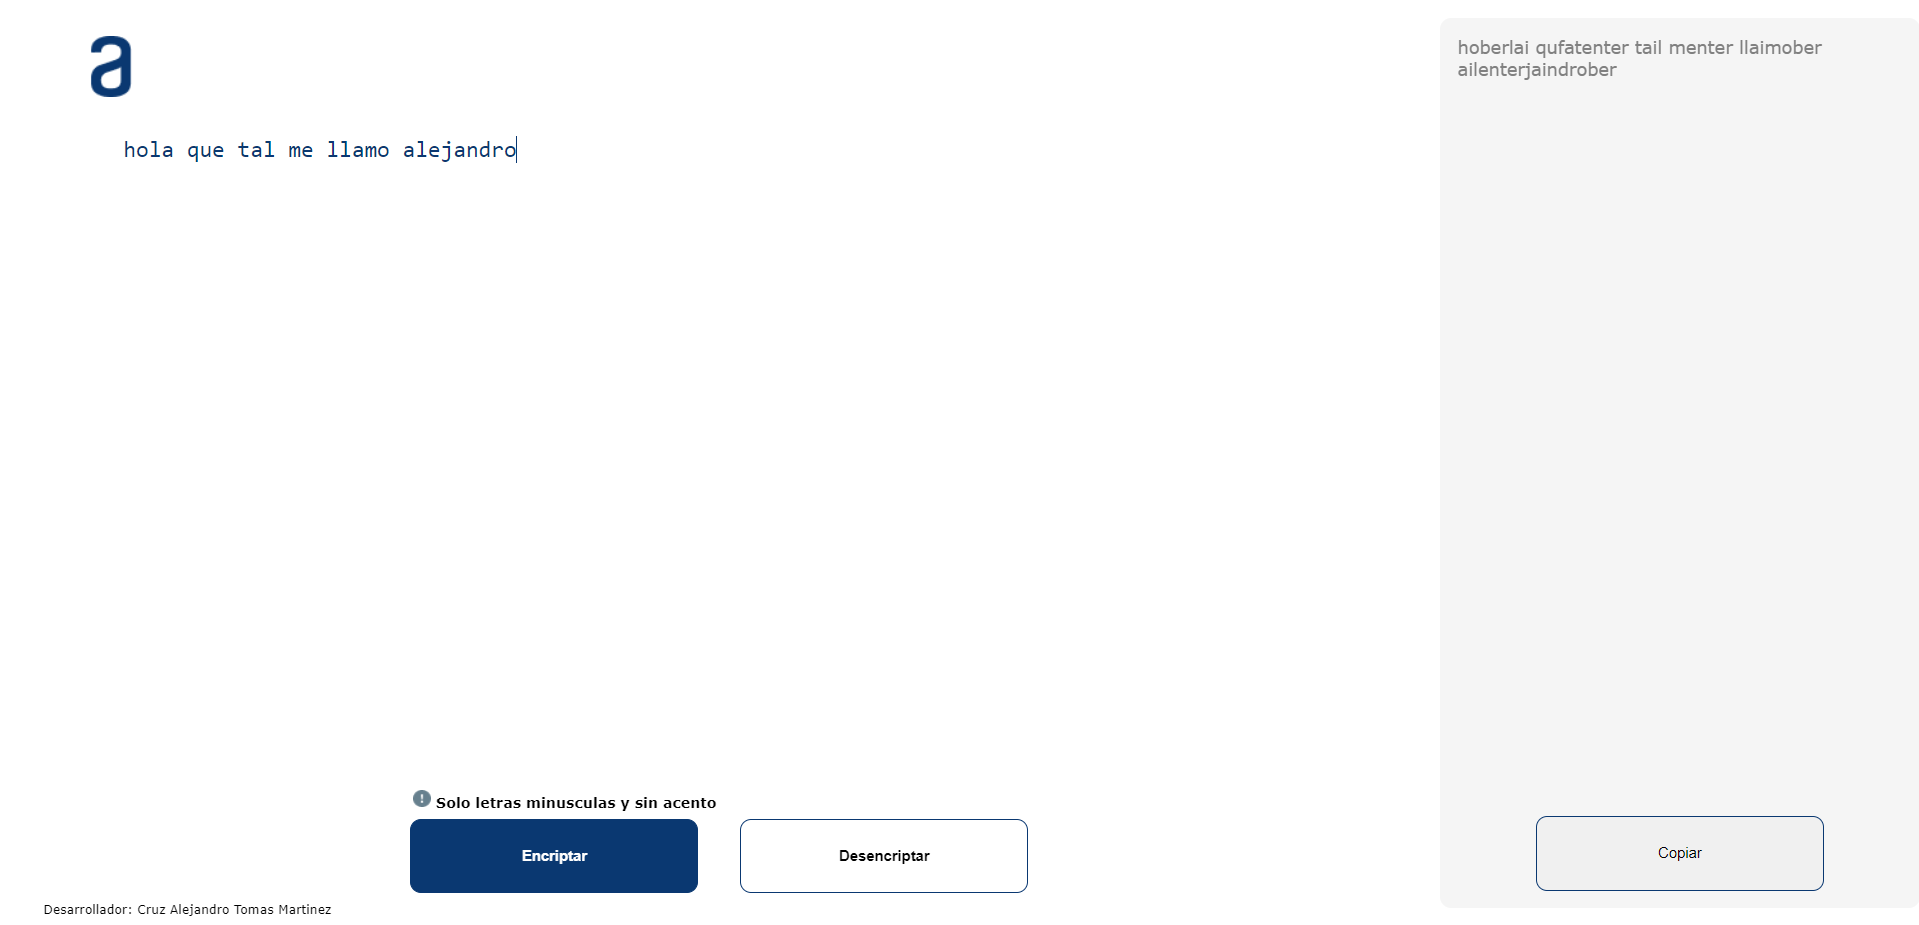 a
hola que tal me llamo alejandro
hoberlai qufatenter tail menter llaimober
ailenterjaindrober
! Solo letras minusculas y sin acento
Encriptar
Desencriptar
Copiar
Desarrollador: Cruz Alejandro Tomas Martinez